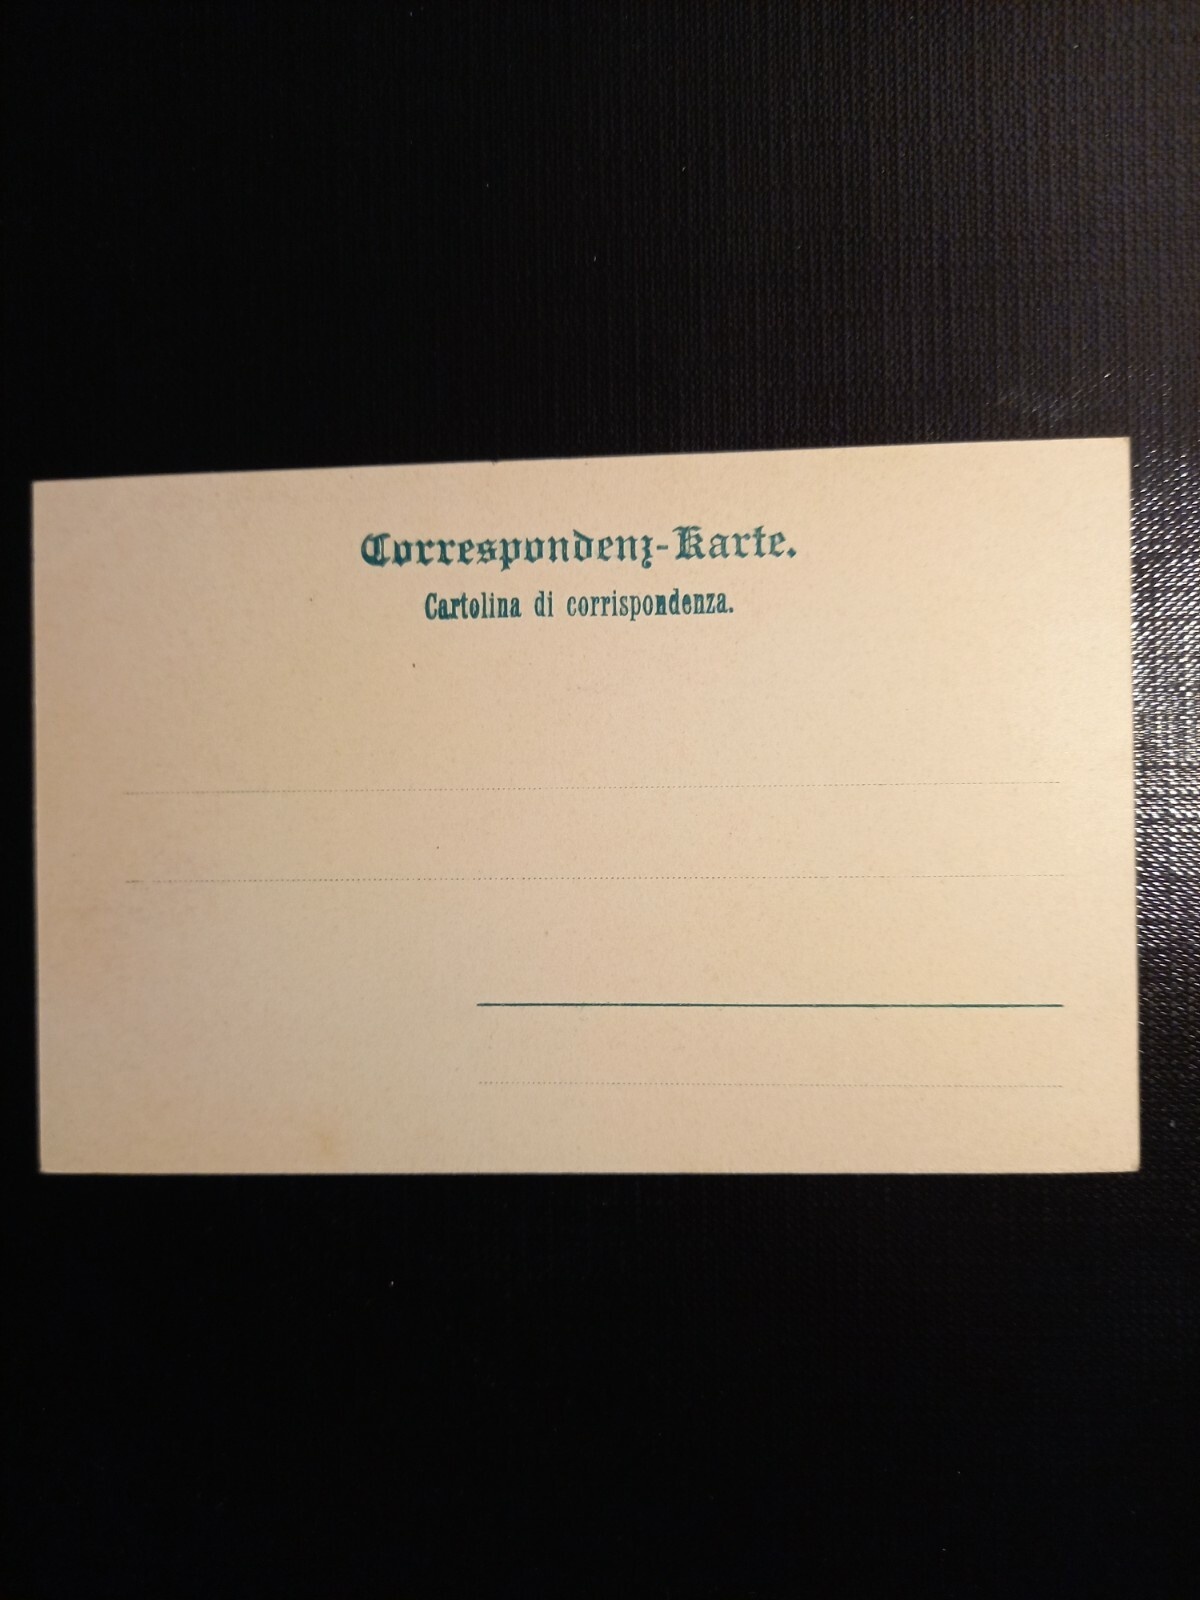 Correspondenz-Karte.
Cartolina di corrispondenza.